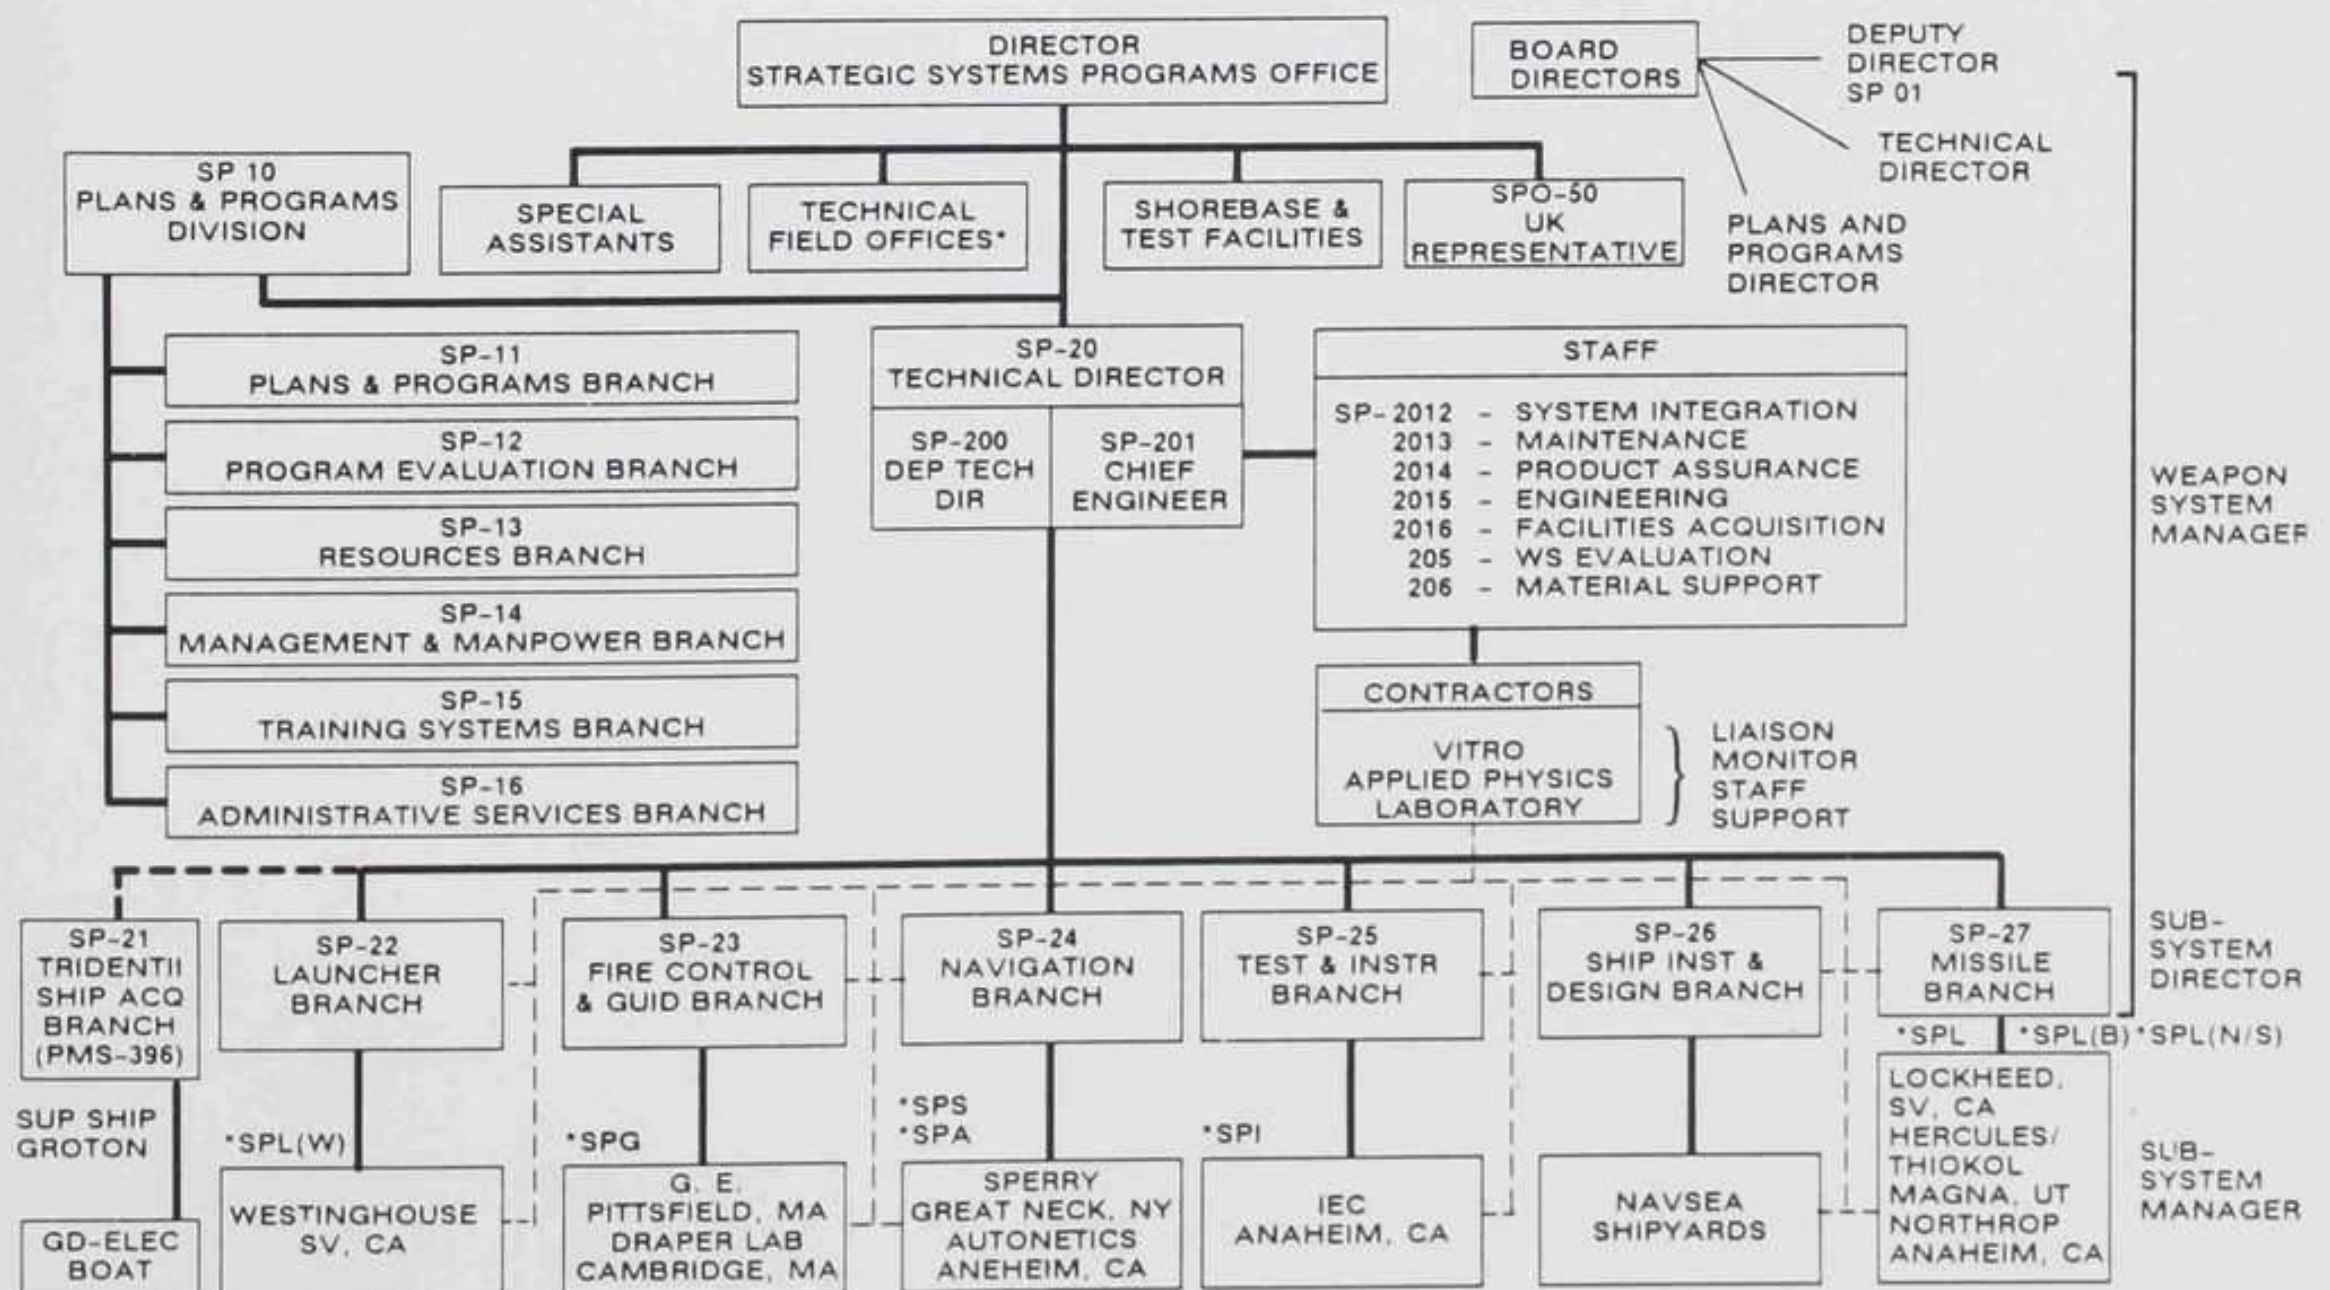 DIRECTOR
STRATEGIC SYSTEMS PROGRAMS OFFICE
BOARD
DIRECTORS
DEPUTY
DIRECTOR
SP 01
TECHNICAL
DIRECTOR
PLANS AND
PROGRAMS
DIRECTOR
SP 10
PLANS & PROGRAMS
DIVISION
SPECIAL
ASSISTANTS
TECHNICAL
FIELD OFFICES*
SHOREBASE &
TEST FACILITIES
SPO-50
UK
REPRESENTATIVE
SP-11
PLANS & PROGRAMS BRANCH
SP-12
PROGRAM EVALUATION BRANCH
SP-13
RESOURCES BRANCH
SP-14
MANAGEMENT & MANPOWER BRANCH
SP-15
TRAINING SYSTEMS BRANCH
SP-16
ADMINISTRATIVE SERVICES BRANCH
SP-20
TECHNICAL DIRECTOR
SP-200
DEP TECH
DIR
SP-201
CHIEF
ENGINEER
STAFF
SP-2012 - SYSTEM INTEGRATION
2013 - MAINTENANCE
2014 - PRODUCT ASSURANCE
2015 - ENGINEERING
2016 - FACILITIES ACQUISITION
205 - WS EVALUATION
206 - MATERIAL SUPPORT
WEAPON
SYSTEM
MANAGER
CONTRACTORS
VITRO
APPLIED PHYSICS
LABORATORY
LIAISON
MONITOR
STAFF
SUPPORT
SP-21
TRIDENTII
SHIP ACQ
BRANCH
(PMS-396)
SP-22
LAUNCHER
BRANCH
SP-23
FIRE CONTROL
& GUID BRANCH
SP-24
NAVIGATION
BRANCH
SP-25
TEST & INSTR
BRANCH
SP-26
SHIP INST &
DESIGN BRANCH
SP-27
MISSILE
BRANCH
SUB-
SYSTEM
DIRECTOR
SUP SHIP
GROTON
*SPL(W)
*SPG
*SPS
*SPA
*SPI
*SPL *SPL(B) *SPL(N/S)
GD-ELEC
BOAT
WESTINGHOUSE
SV, CA
G. E.
PITTSFIELD, MA
DRAPER LAB
CAMBRIDGE, MA
SPERRY
GREAT NECK, NY
AUTONETICS
ANEHEIM, CA
IEC
ANAHEIM, CA
NAVSEA
SHIPYARDS
LOCKHEED,
SV, CA
HERCULES/
THIOKOL
MAGNA, UT
NORTHROP
ANAHEIM, CA
SUB-
SYSTEM
MANAGER